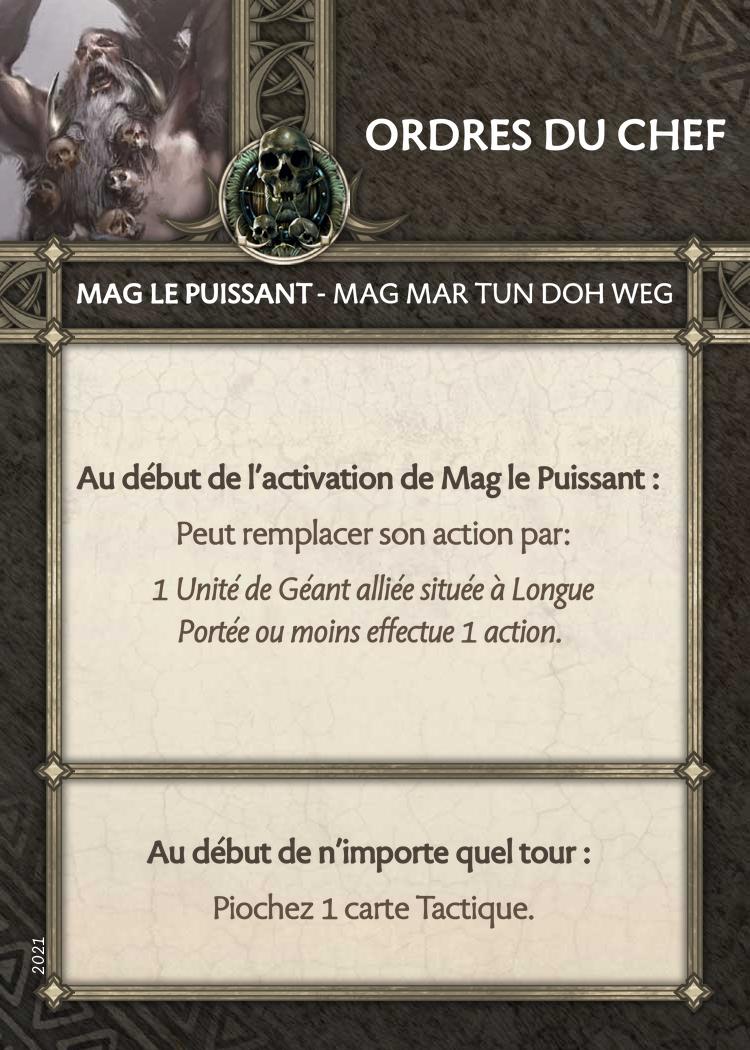 ORDRES DU CHEF
MAG LE PUISSANT - MAG MAR TUN DOH WEG
Au début de l'activation de Mag le Puissant :
Peut remplacer son action par:
1 Unité de Géant alliée située à Longue
Portée ou moins effectue 1 action.
Au début de n'importe quel tour :
Piochez 1 carte Tactique.
2021